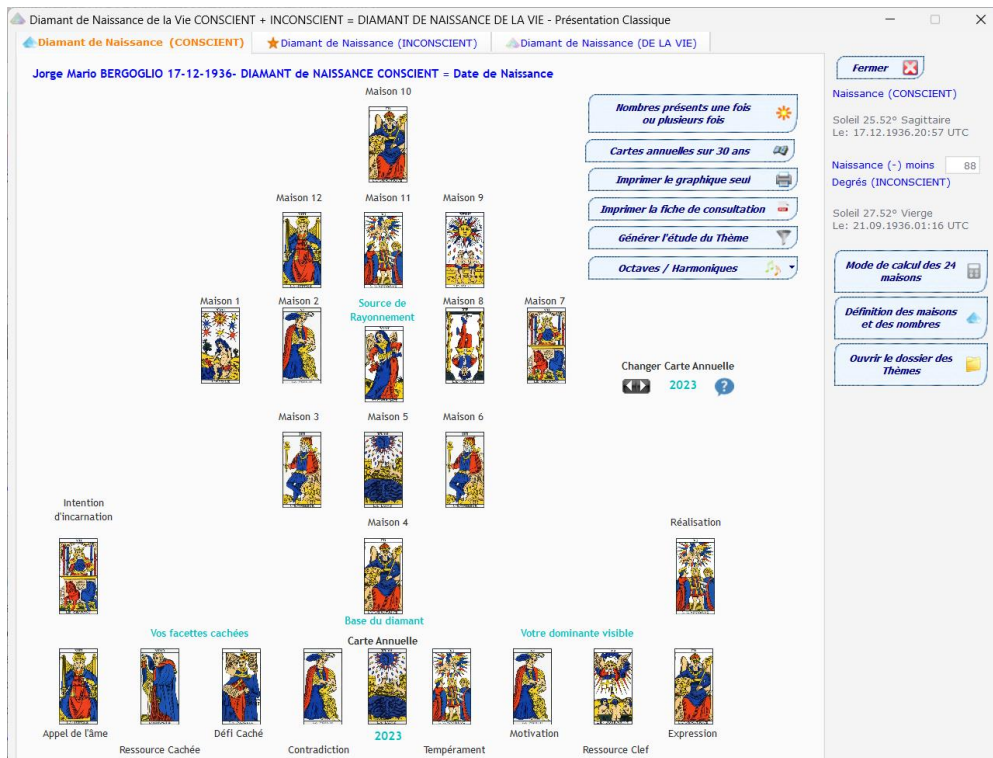 Diamant de Naissance de la Vie CONSCIENT + INCONSCIENT = DIAMANT DE NAISSANCE DE LA VIE - Présentation Classique
Diamant de Naissance (CONSCIENT)
Diamant de Naissance (INCONSCIENT)
Diamant de Naissance (DE LA VIE)
Jorge Mario BERGOGLIO 17-12-1936- DIAMANT de NAISSANCE CONSCIENT = Date de Naissance
Maison 10
Maison 12
Maison 11
Maison 9
Maison 1
Maison 2
Source de
Rayonnement
Maison 8
Maison 7
Maison 3
Maison 5
Maison 6
Intention
d'incarnation
Maison 4
Réalisation
Base du diamant
Vos facettes cachées
Carte Annuelle
Votre dominante visible
Appel de l'âme
Ressource Cachée
Défi Caché
Contradiction
2023
Tempérament
Motivation
Ressource Clef
Expression
Nombres présents une fois
ou plusieurs fois
Cartes annuelles sur 30 ans
Imprimer le graphique seul
Imprimer la fiche de consultation
Générer l'étude du Thème
Octaves / Harmoniques
Changer Carte Annuelle
2023
?
Fermer
Naissance (CONSCIENT)
Soleil 25.52° Sagittaire
Le: 17.12.1936.20:57 UTC
Naissance (-) moins 88
Degrés (INCONSCIENT)
Soleil 27.52° Vierge
Le: 21.09.1936.01:16 UTC
Mode de calcul des 24
maisons
Définition des maisons
et des nombres
Ouvrir le dossier des
Thèmes